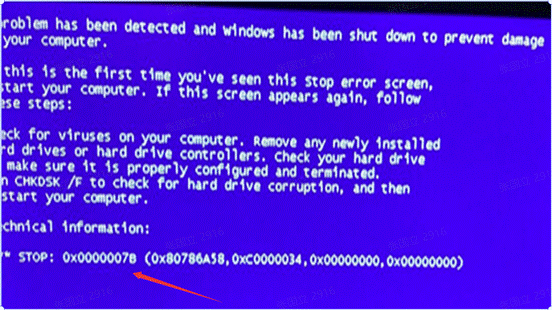 problem has been detected and windows has been shut down to prevent damage
your computer.
this is the first time you've seen this Stop error screen,
start your computer. If this screen appears again, follow
ese steps:
eck for viruses on your computer. Remove any newly installed
rd drives or hard drive controllers. Check your hard drive
make sure it is properly configured and terminated.
n CHKDSK /F to check for hard drive corruption, and then
start your computer.
echnical information:
** STOP: 0x0000007B (0x80786A58,0xC0000034,0x00000000,0x00000000)